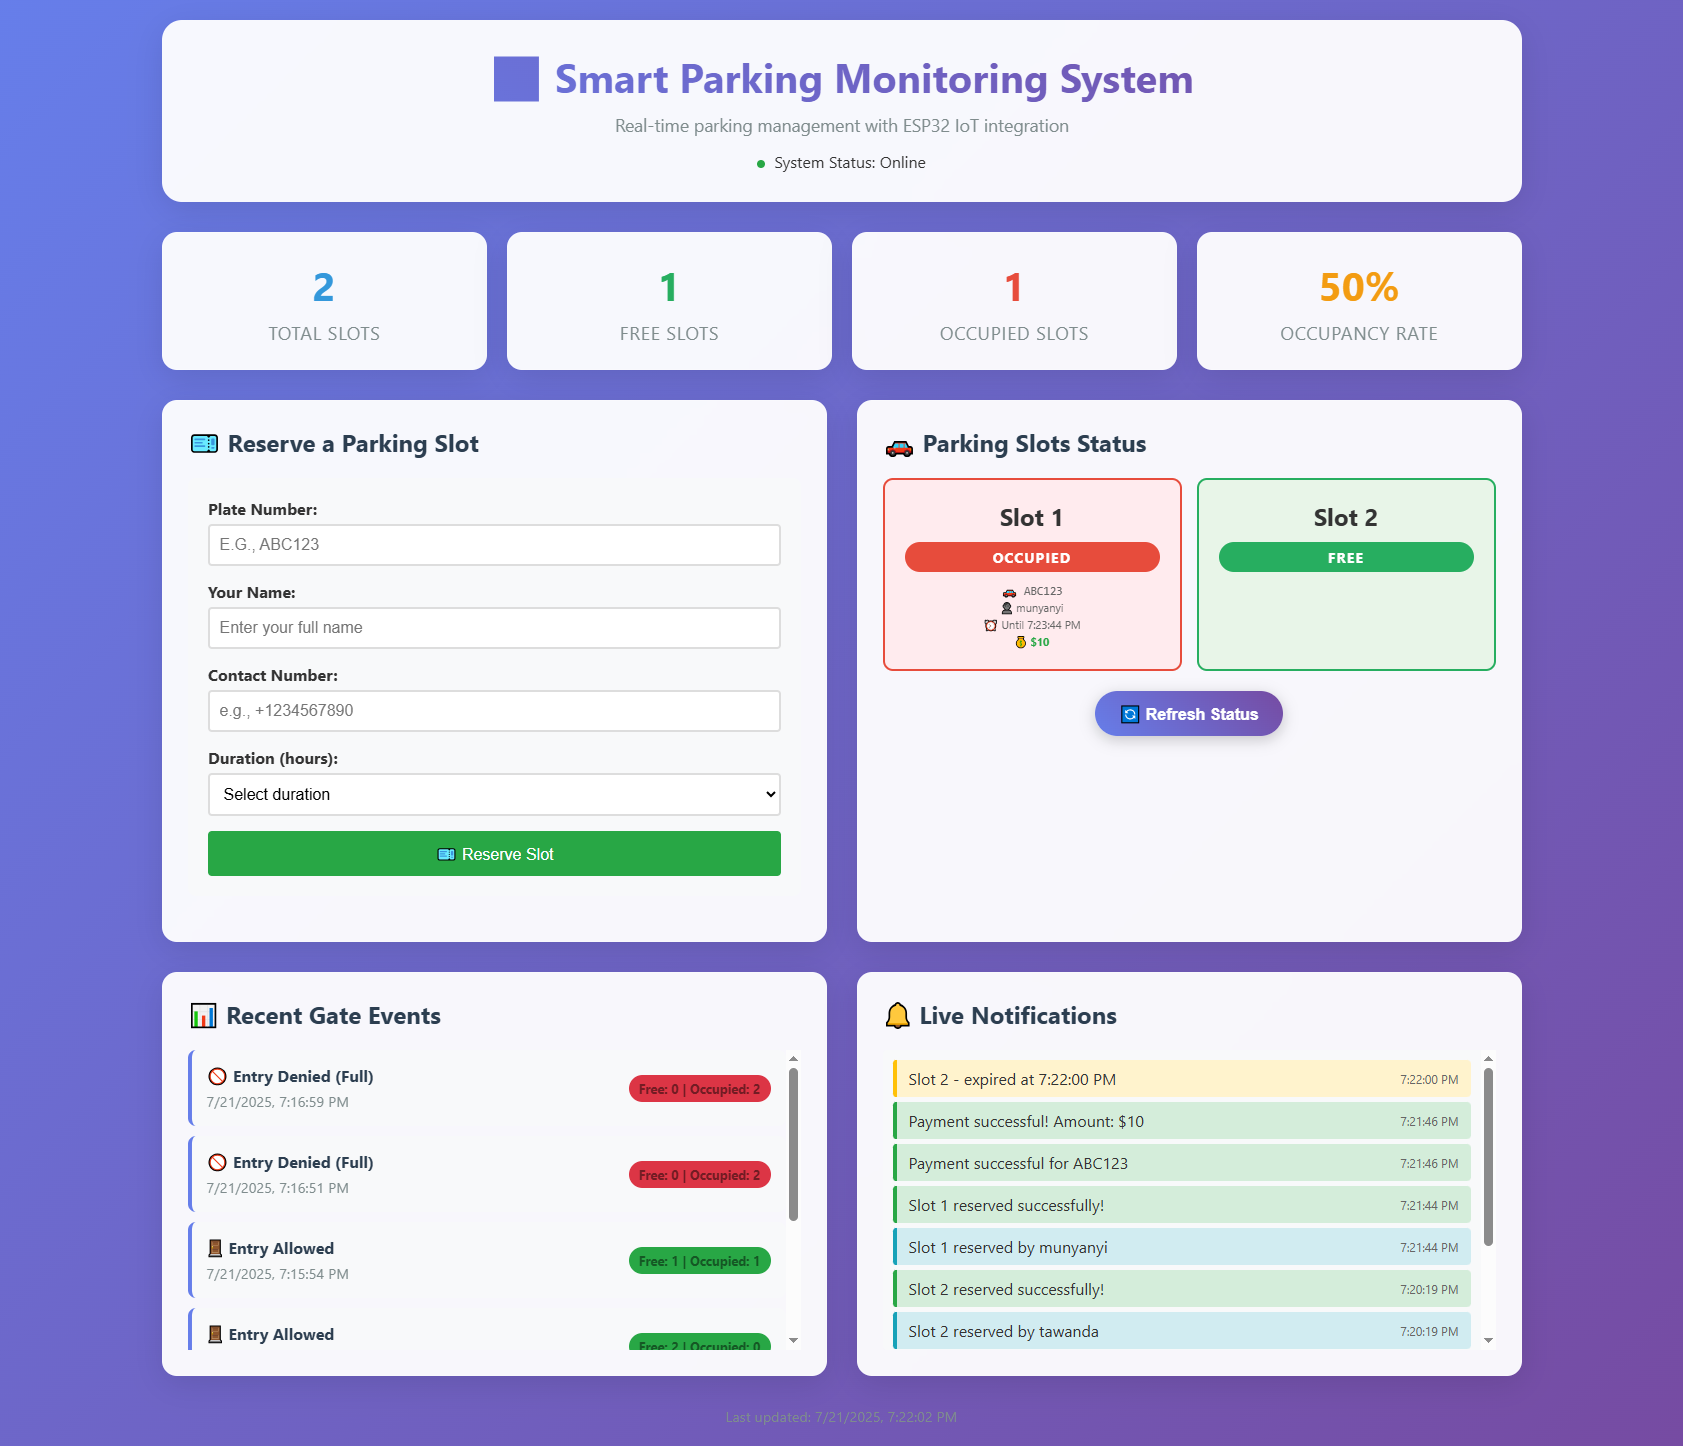 Smart Parking Monitoring System
Real-time parking management with ESP32 IoT integration
System Status: Online
2
TOTAL SLOTS
1
FREE SLOTS
1
OCCUPIED SLOTS
50%
OCCUPANCY RATE
Reserve a Parking Slot
Plate Number:
E.G., ABC123
Your Name:
Enter your full name
Contact Number:
e.g., +1234567890
Duration (hours):
Select duration
Reserve Slot
Parking Slots Status
Slot 1
OCCUPIED
ABC123
munyanyi
Until 7:23:44 PM
$10
Slot 2
FREE
Refresh Status
Recent Gate Events
Entry Denied (Full)
7/21/2025, 7:16:59 PM
Free: 0 | Occupied: 2
Entry Denied (Full)
7/21/2025, 7:16:51 PM
Free: 0 | Occupied: 2
Entry Allowed
7/21/2025, 7:15:54 PM
Free: 1 | Occupied: 1
Entry Allowed
Free: 2 | Occupied: 0
Live Notifications
Slot 2 - expired at 7:22:00 PM 7:22:00 PM
Payment successful! Amount: $10 7:21:46 PM
Payment successful for ABC123 7:21:46 PM
Slot 1 reserved successfully! 7:21:44 PM
Slot 1 reserved by munyanyi 7:21:44 PM
Slot 2 reserved successfully! 7:20:19 PM
Slot 2 reserved by tawanda 7:20:19 PM
Last updated: 7/21/2025, 7:22:02 PM